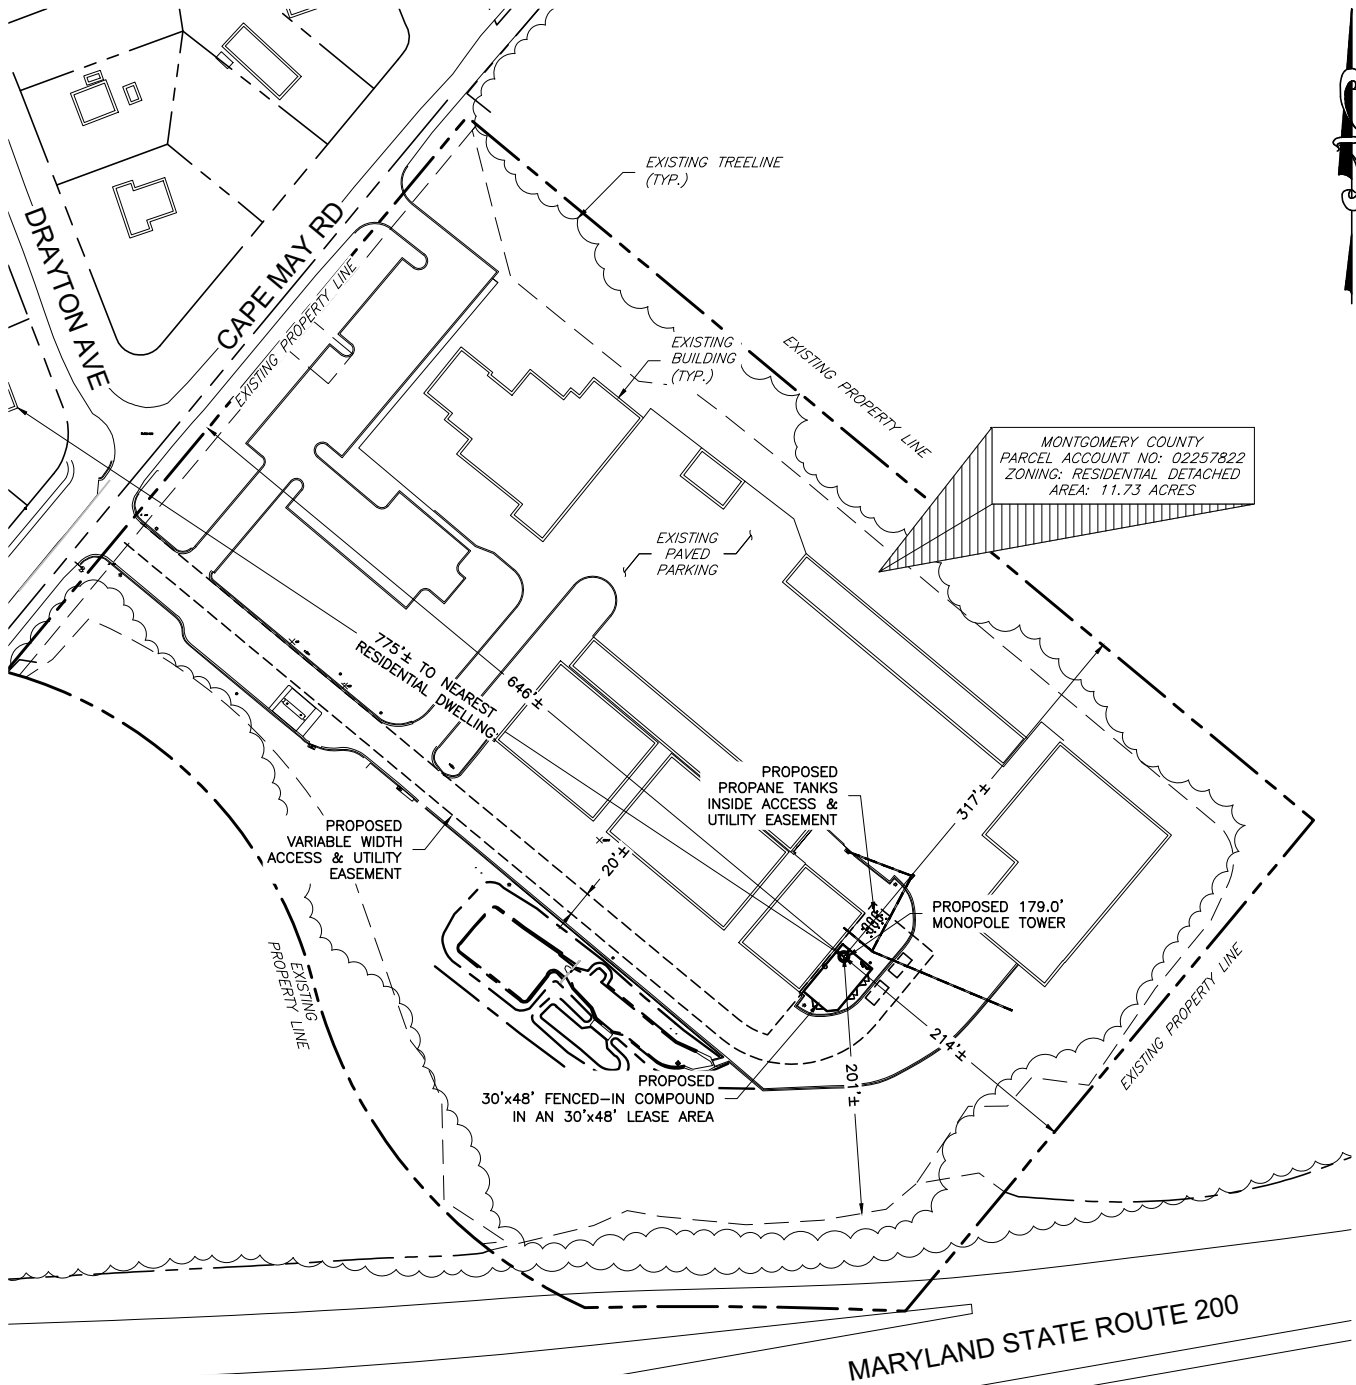 EXISTING TREELINE
(TYP.)
DRAYTON AVE
CAPE MAY RD
EXISTING PROPERTY LINE
EXISTING
BUILDING
(TYP.)
EXISTING PROPERTY LINE
MONTGOMERY COUNTY
PARCEL ACCOUNT NO: 02257822
ZONING: RESIDENTIAL DETACHED
AREA: 11.73 ACRES
EXISTING
PAVED
PARKING
775'± TO NEAREST
RESIDENTIAL DWELLING
646'±
PROPOSED
PROPANE TANKS
INSIDE ACCESS &
UTILITY EASEMENT
317'±
PROPOSED
VARIABLE WIDTH
ACCESS & UTILITY
EASEMENT
20'±
PROPOSED 179.0'
MONOPOLE TOWER
EXISTING
PROPERTY LINE
EXISTING PROPERTY LINE
214'±
201'±
PROPOSED
30'x48' FENCED-IN COMPOUND
IN AN 30'x48' LEASE AREA
MARYLAND STATE ROUTE 200